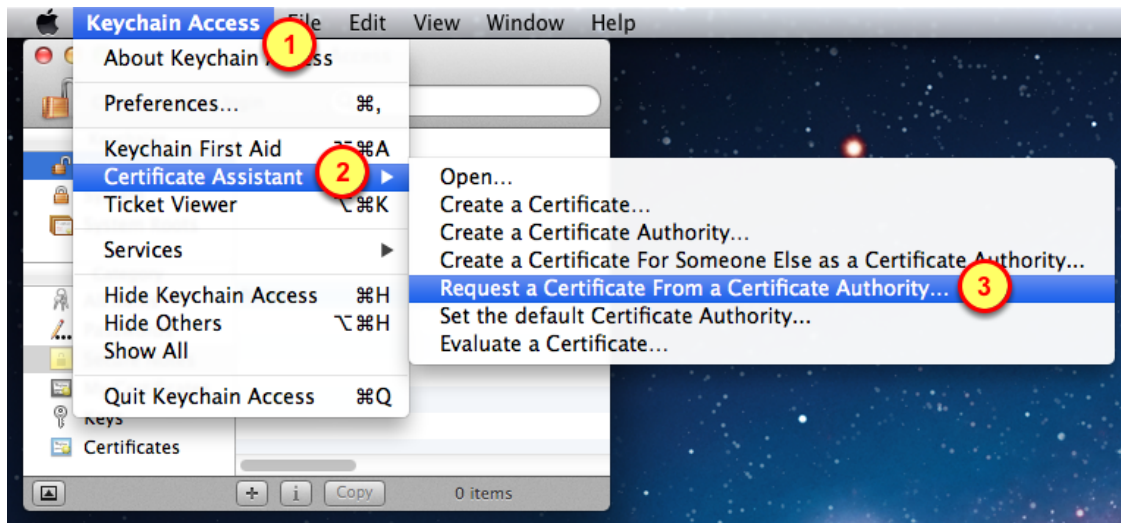 Keychain Access File Edit View Window Help
1
About Keychain Access
Preferences... ⌘,
Keychain First Aid ⌥⌘A
2
Certificate Assistant ▶
Ticket Viewer ⌥⌘K
Services ▶
Hide Keychain Access ⌘H
Hide Others ⌥⌘H
Show All
Quit Keychain Access ⌘Q
Open...
Create a Certificate...
Create a Certificate Authority...
Create a Certificate For Someone Else as a Certificate Authority...
Request a Certificate From a Certificate Authority...
3
Set the default Certificate Authority...
Evaluate a Certificate...
Keys
Certificates
+ i Copy 0 items